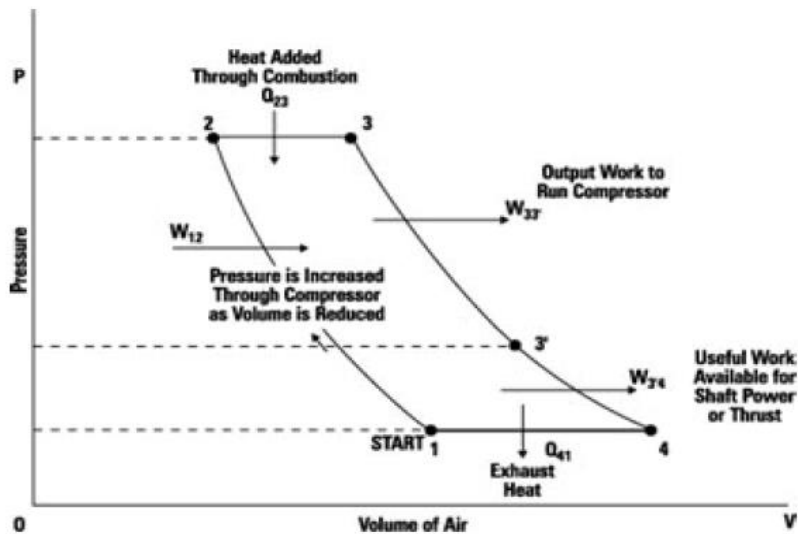 P
Heat Added
Through Combustion
Q23
2
3
Output Work to
Run Compressor
W33'
W12
Pressure
Pressure is Increased
Through Compressor
as Volume is Reduced
3'
Useful Work
Available for
Shaft Power
or Thrust
W3'4
START
1
Q41
4
Exhaust
Heat
0
Volume of Air
V